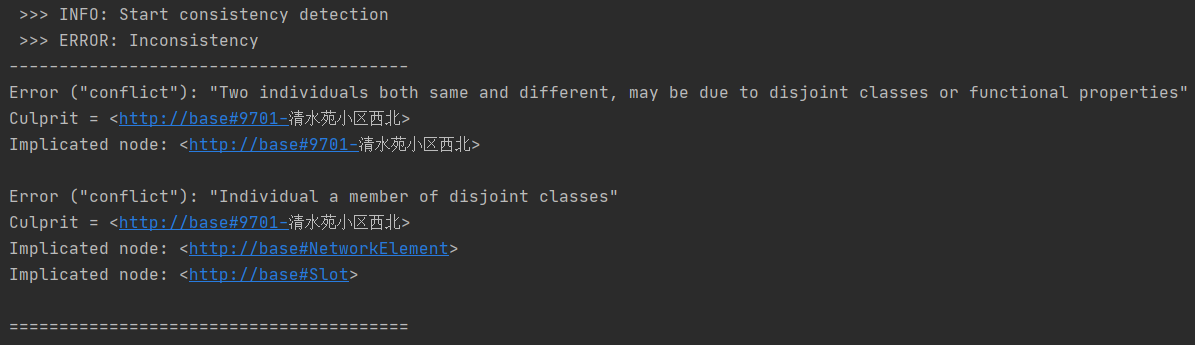 >>> INFO: Start consistency detection
>>> ERROR: Inconsistency
----------------------------------------
Error ("conflict"): "Two individuals both same and different, may be due to disjoint classes or functional properties"
Culprit = <http://base#9701-清水苑小区西北>
Implicated node: <http://base#9701-清水苑小区西北>
Error ("conflict"): "Individual a member of disjoint classes"
Culprit = <http://base#9701-清水苑小区西北>
Implicated node: <http://base#NetworkElement>
Implicated node: <http://base#Slot>
========================================